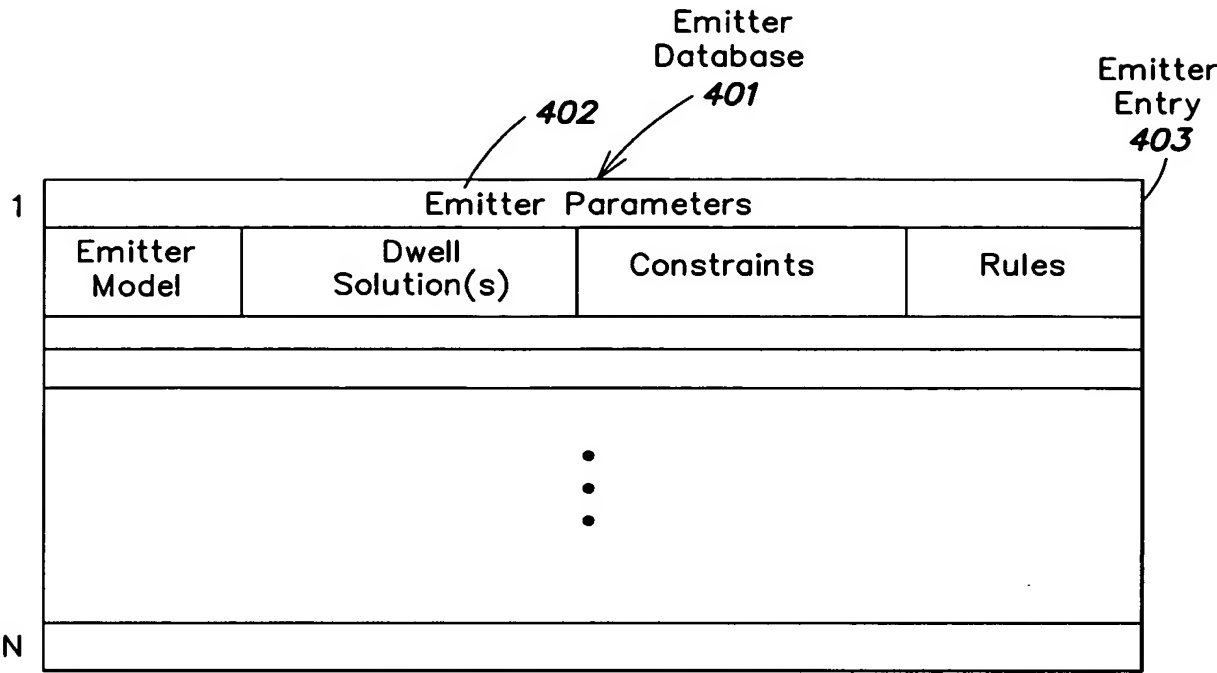 Emitter
Database
401
402
Emitter
Entry
403
1
Emitter Parameters
Emitter
Model
Dwell
Solution(s)
Constraints
Rules
N